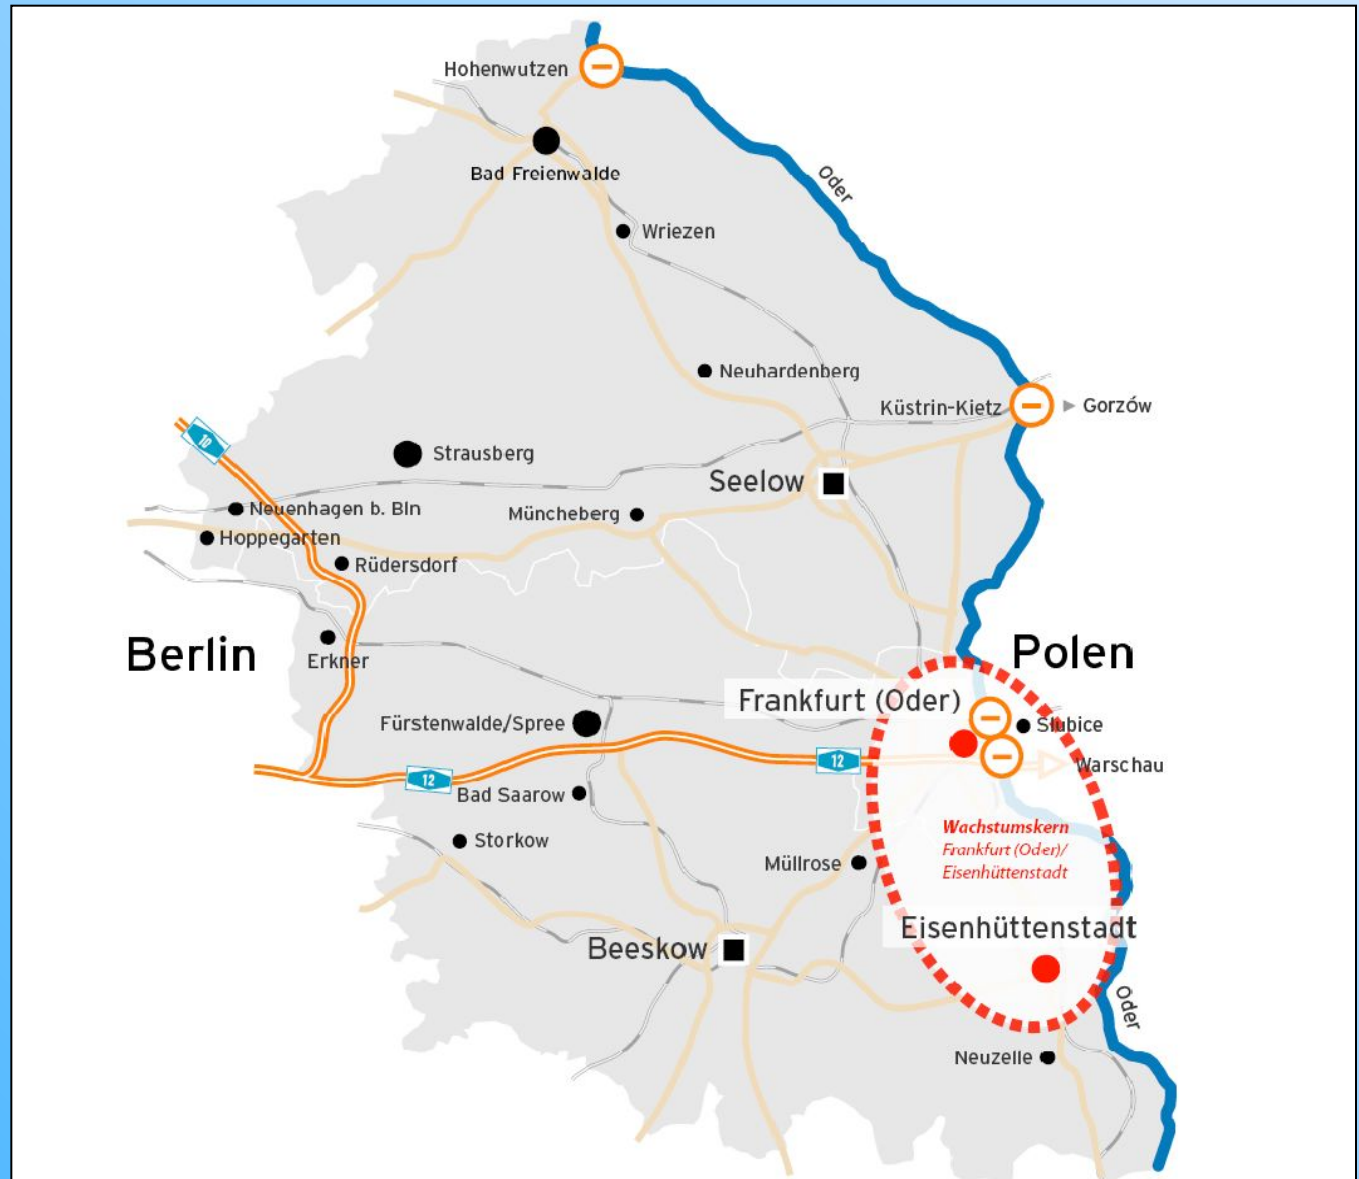 Hohenwutzen
Bad Freienwalde
Oder
Wriezen
Neuhardenberg
Küstrin-Kietz
Gorzów
10
Strausberg
Seelow
Neuenhagen b. Bln
Müncheberg
Hoppegarten
Rüdersdorf
Berlin
Erkner
Polen
Frankfurt (Oder)
Fürstenwalde/Spree
Słubice
12
12
Warschau
Bad Saarow
Storkow
Wachstumskern
Frankfurt (Oder)/
Eisenhüttenstadt
Müllrose
Eisenhüttenstadt
Beeskow
Oder
Neuzelle